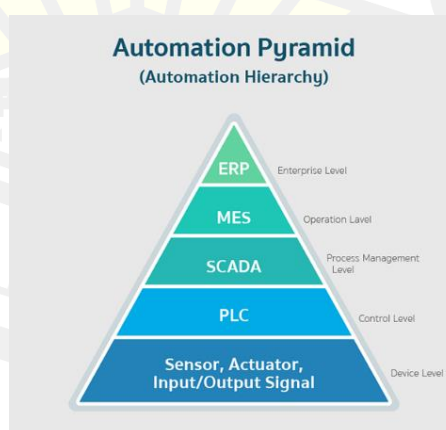 Automation Pyramid
(Automation Hierarchy)
ERP
Enterprise Level
MES
Operation Lavel
SCADA
Process Management
Level
PLC
Control Level
Sensor, Actuator,
Input/Output Signal
Device Level